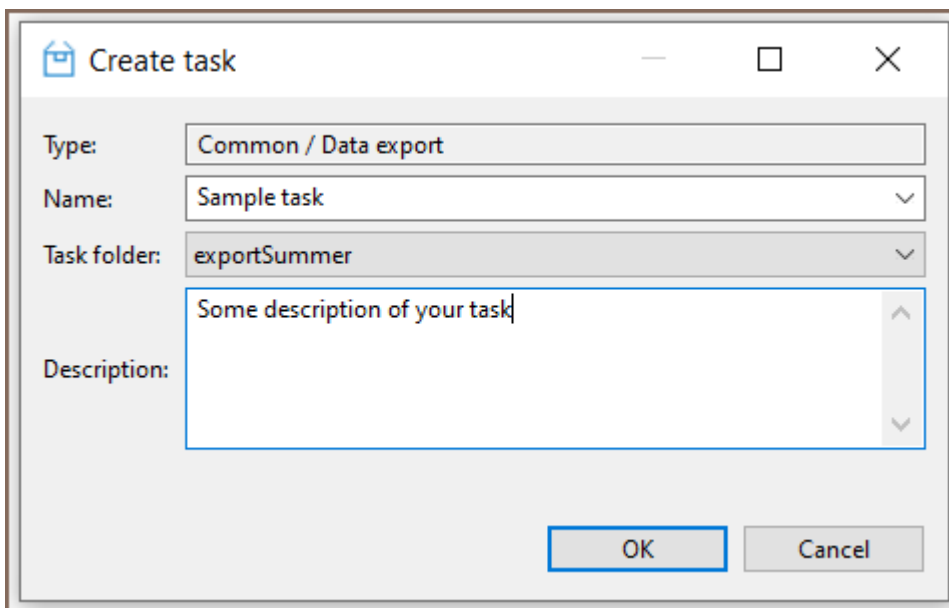 Create task
Type: Common / Data export
Name: Sample task
Task folder: exportSummer
Some description of your task
Description:
OK Cancel